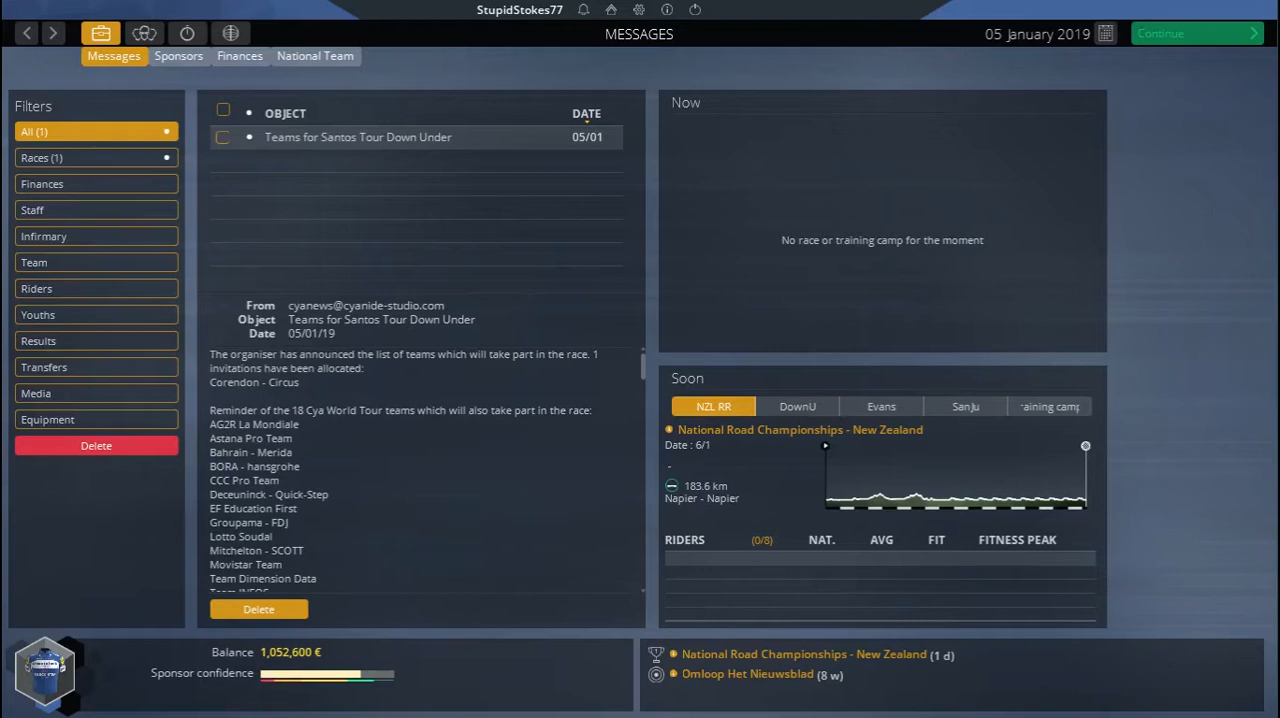 StupidStokes77
MESSAGES
05 January 2019
Continue
Messages
Sponsors
Finances
National Team
Filters
All (1)
Races (1)
Finances
Staff
Infirmary
Team
Riders
Youths
Results
Transfers
Media
Equipment
Delete
OBJECT DATE
Teams for Santos Tour Down Under 05/01
From cyanews@cyanide-studio.com
Object Teams for Santos Tour Down Under
Date 05/01/19
The organiser has announced the list of teams which will take part in the race. 1
invitations have been allocated:
Corendon - Circus
Reminder of the 18 Cya World Tour teams which will also take part in the race:
AG2R La Mondiale
Astana Pro Team
Bahrain - Merida
BORA - hansgrohe
CCC Pro Team
Deceuninck - Quick-Step
EF Education First
Groupama - FDJ
Lotto Soudal
Mitchelton - SCOTT
Movistar Team
Team Dimension Data
Team INEOS
Delete
Now
No race or training camp for the moment
Soon
NZL RR
DownU
Evans
SanJu
raining camp
National Road Championships - New Zealand
Date : 6/1
-
183.6 km
Napier - Napier
RIDERS (0/8) NAT. AVG FIT FITNESS PEAK
Balance 1,052,600 €
Sponsor confidence
National Road Championships - New Zealand (1 d)
Omloop Het Nieuwsblad (8 w)